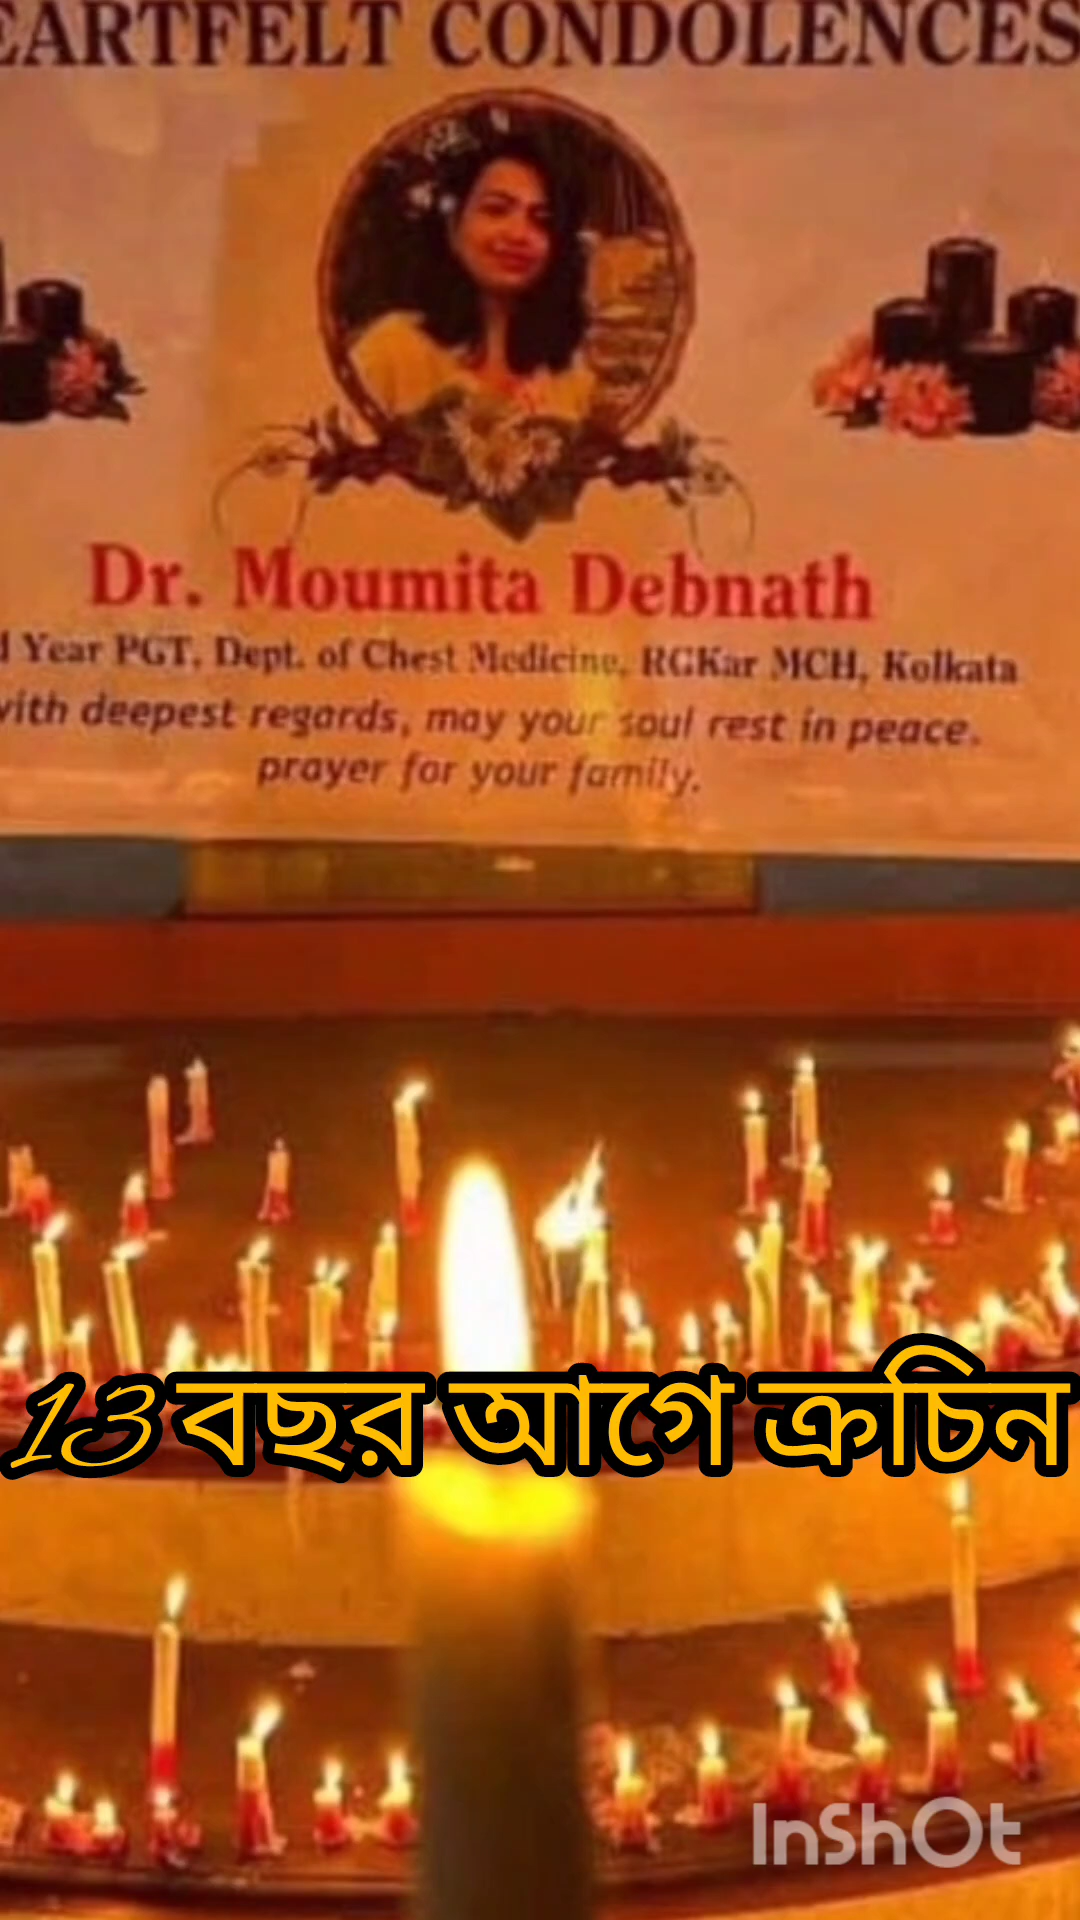 EARTFELT CONDOLENCES
Dr. Moumita Debnath
d Year PGT, Dept. of Chest Medicine, RGKar MCH, Kolkata
with deepest regards, may your soul rest in peace.
prayer for your family.
13 বছর আগে ক্রচিন
InShOt